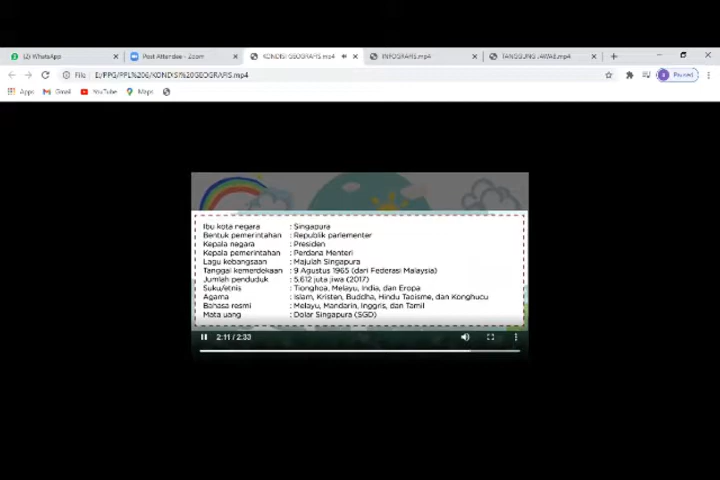 (2) WhatsApp
Post Attendee - Zoom
KONDISI GEOGRAFIS.mp4
INFOGRAFIS.mp4
TANGGUNG JAWAB.mp4
File
E:/PPG/PPL%206/KONDISI%20GEOGRAFIS.mp4
Paused
Apps
Gmail
YouTube
Maps
Ibu kota negara : Singapura
Bentuk pemerintahan : Republik parlementer
Kepala negara : Presiden
Kepala pemerintahan : Perdana Menteri
Lagu kebangsaan : Majulah Singapura
Tanggal kemerdekaan : 9 Agustus 1965 (dari Federasi Malaysia)
Jumlah penduduk : 5.612 juta jiwa (2017)
Suku/etnis : Tionghoa, Melayu, India, dan Eropa
Agama : Islam, Kristen, Buddha, Hindu Taoisme, dan Konghucu
Bahasa resmi : Melayu, Mandarin, Inggris, dan Tamil
Mata uang : Dolar Singapura (SGD)
2:11 / 2:33